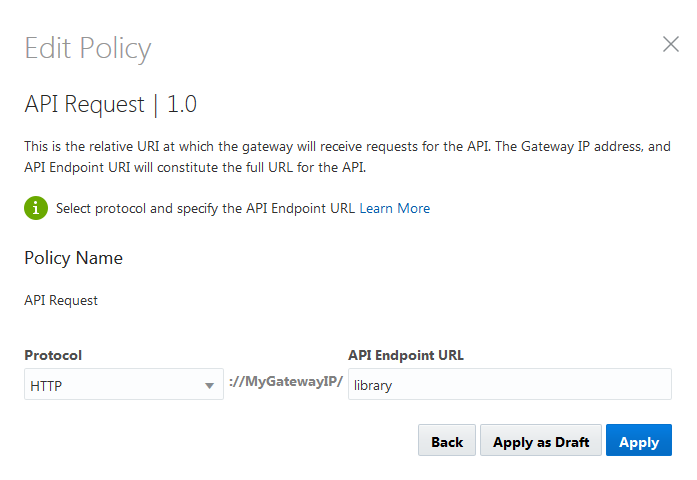 Edit Policy
API Request | 1.0
This is the relative URI at which the gateway will receive requests for the API. The Gateway IP address, and
API Endpoint URI will constitute the full URL for the API.
i Select protocol and specify the API Endpoint URL Learn More
Policy Name
API Request
Protocol API Endpoint URL
HTTP ://MyGatewayIP/ library
Back Apply as Draft Apply